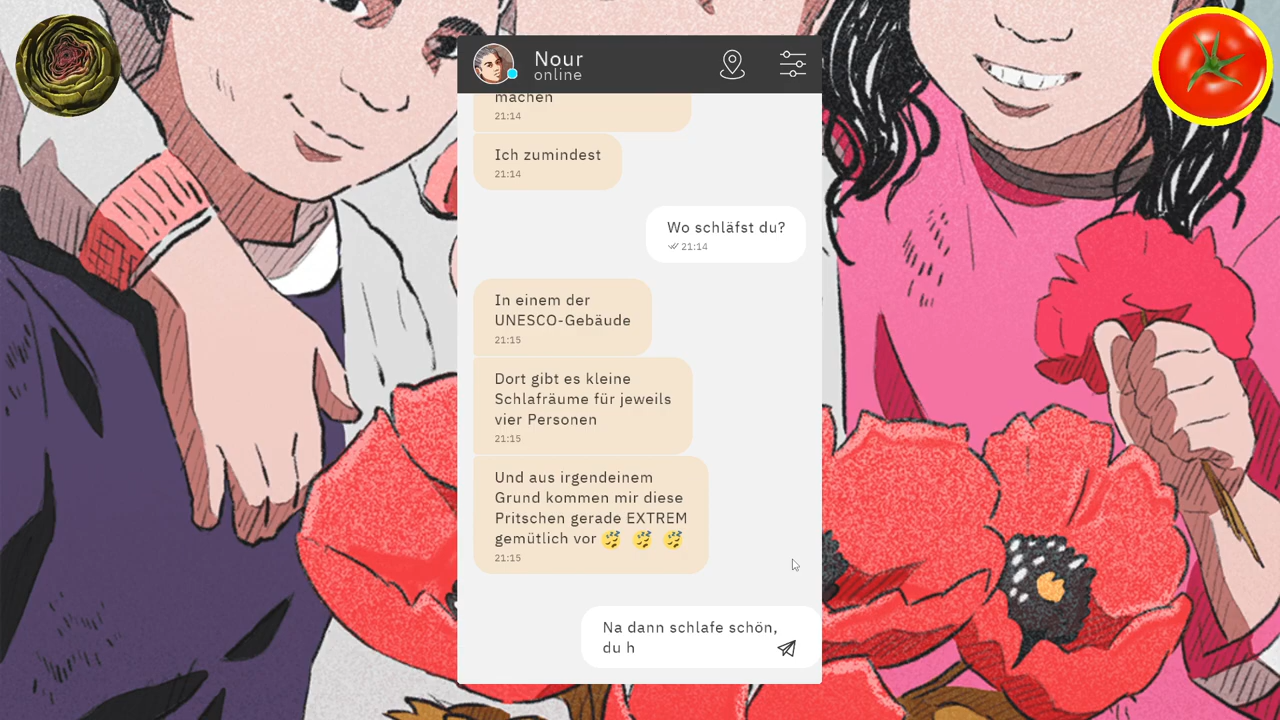 Nour
online
machen
21:14
Ich zumindest
21:14
Wo schläfst du?
21:14
In einem der
UNESCO-Gebäude
21:15
Dort gibt es kleine
Schlafräume für jeweils
vier Personen
21:15
Und aus irgendeinem
Grund kommen mir diese
Pritschen gerade EXTREM
gemütlich vor 😴 😴 😴
21:15
Na dann schlafe schön,
du h